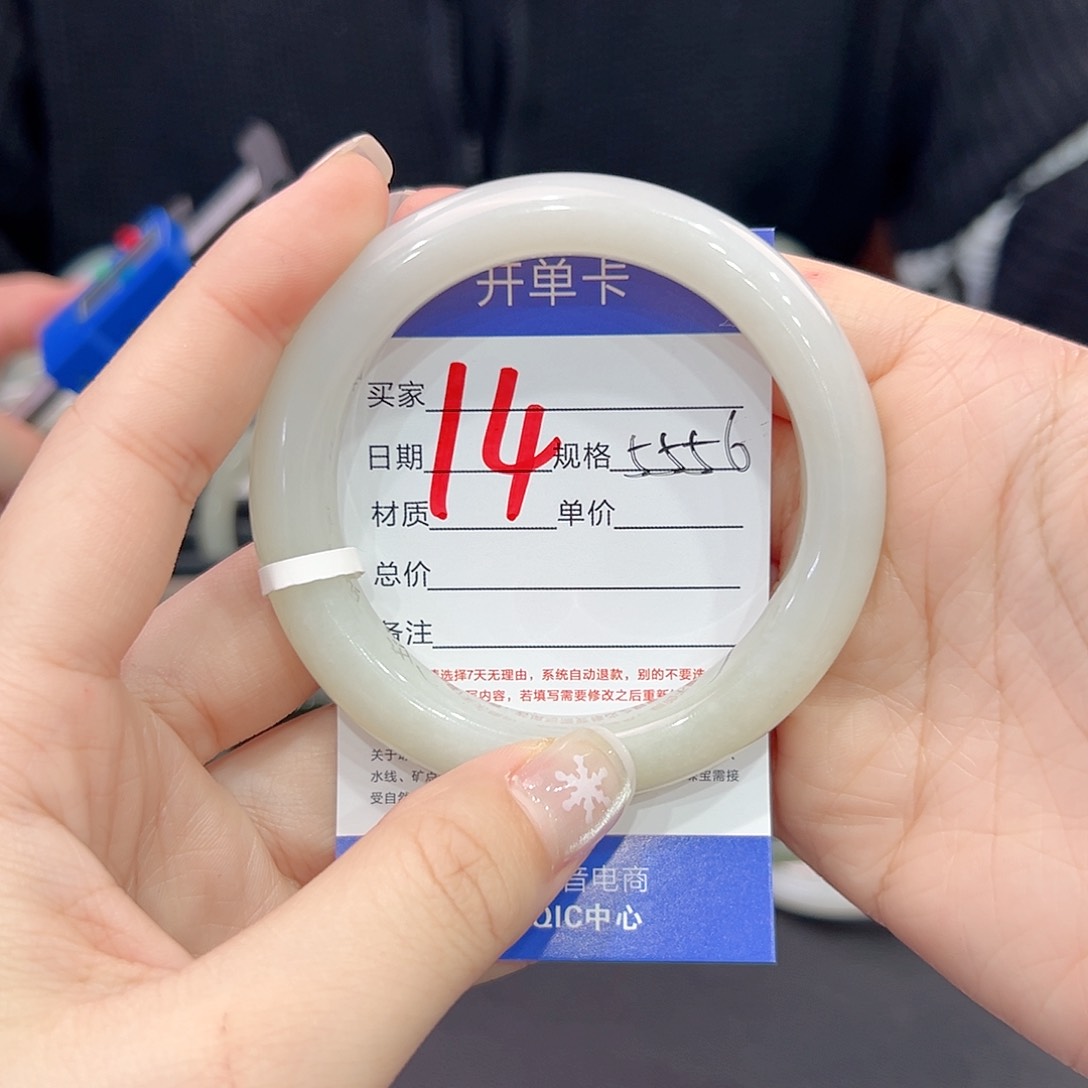 开单卡
买家
14
日期 规格 5556
材质 单价
总价
备注
选择7天无理由，系统自动退款，别的不要选
写内容，若填写需要修改之后重新
关于
水线、矿点 珠宝需接
受自然
音电商
QIC中心